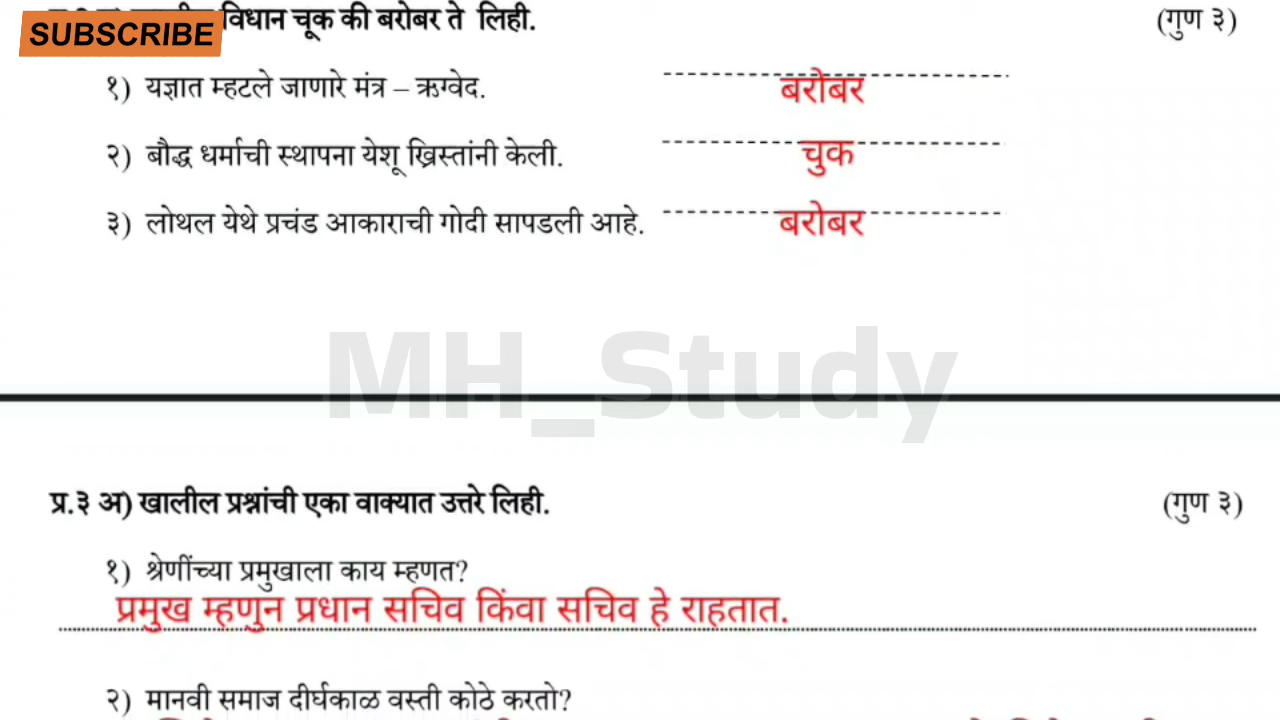 SUBSCRIBE विधान चूक की बरोबर ते लिही. (गुण ३)
१) यज्ञात म्हटले जाणारे मंत्र – ऋग्वेद. बरोबर
२) बौद्ध धर्माची स्थापना येशू ख्रिस्तांनी केली. चुक
३) लोथल येथे प्रचंड आकाराची गोदी सापडली आहे. बरोबर
MH_Study
प्र.३ अ) खालील प्रश्नांची एका वाक्यात उत्तरे लिही. (गुण ३)
१) श्रेणींच्या प्रमुखाला काय म्हणत?
प्रमुख म्हणुन प्रधान सचिव किंवा सचिव हे राहतात.
२) मानवी समाज दीर्घकाळ वस्ती कोठे करतो?